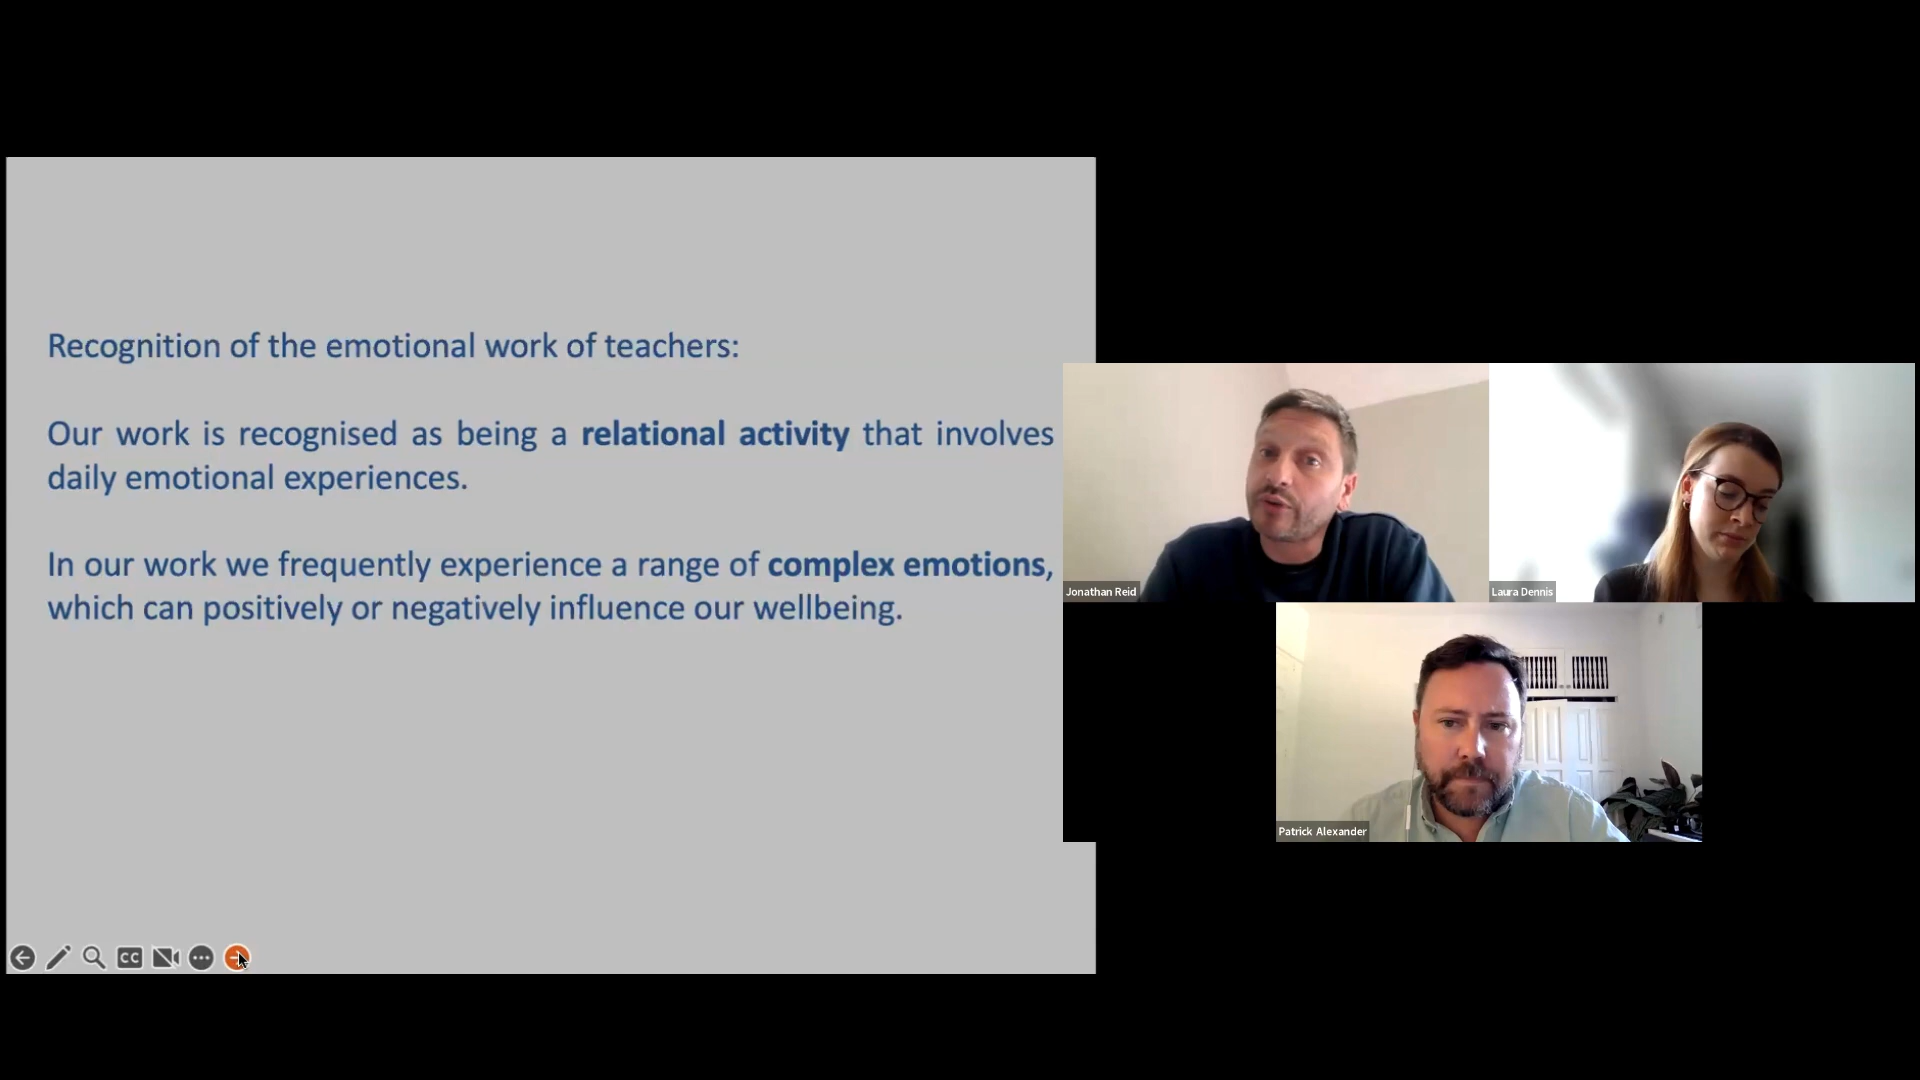 Recognition of the emotional work of teachers:
Our work is recognised as being a relational activity that involves
daily emotional experiences.
In our work we frequently experience a range of complex emotions,
which can positively or negatively influence our wellbeing.
CC
Jonathan Reid
Laura Dennis
Patrick Alexander